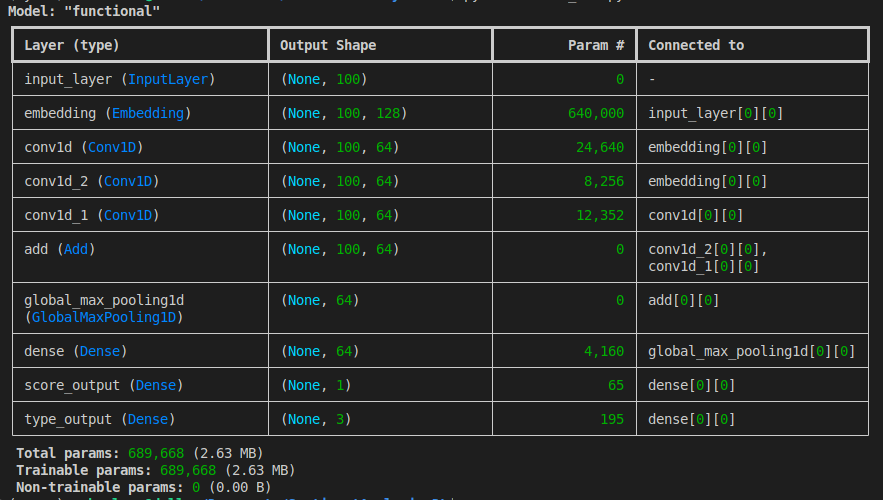 Model: "functional"
Layer (type) Output Shape Param # Connected to
input_layer (InputLayer) (None, 100) 0 -
embedding (Embedding) (None, 100, 128) 640,000 input_layer[0][0]
conv1d (Conv1D) (None, 100, 64) 24,640 embedding[0][0]
conv1d_2 (Conv1D) (None, 100, 64) 8,256 embedding[0][0]
conv1d_1 (Conv1D) (None, 100, 64) 12,352 conv1d[0][0]
add (Add) (None, 100, 64) 0 conv1d_2[0][0],
conv1d_1[0][0]
global_max_pooling1d (None, 64) 0 add[0][0]
(GlobalMaxPooling1D)
dense (Dense) (None, 64) 4,160 global_max_pooling1d[0][0]
score_output (Dense) (None, 1) 65 dense[0][0]
type_output (Dense) (None, 3) 195 dense[0][0]
Total params: 689,668 (2.63 MB)
Trainable params: 689,668 (2.63 MB)
Non-trainable params: 0 (0.00 B)